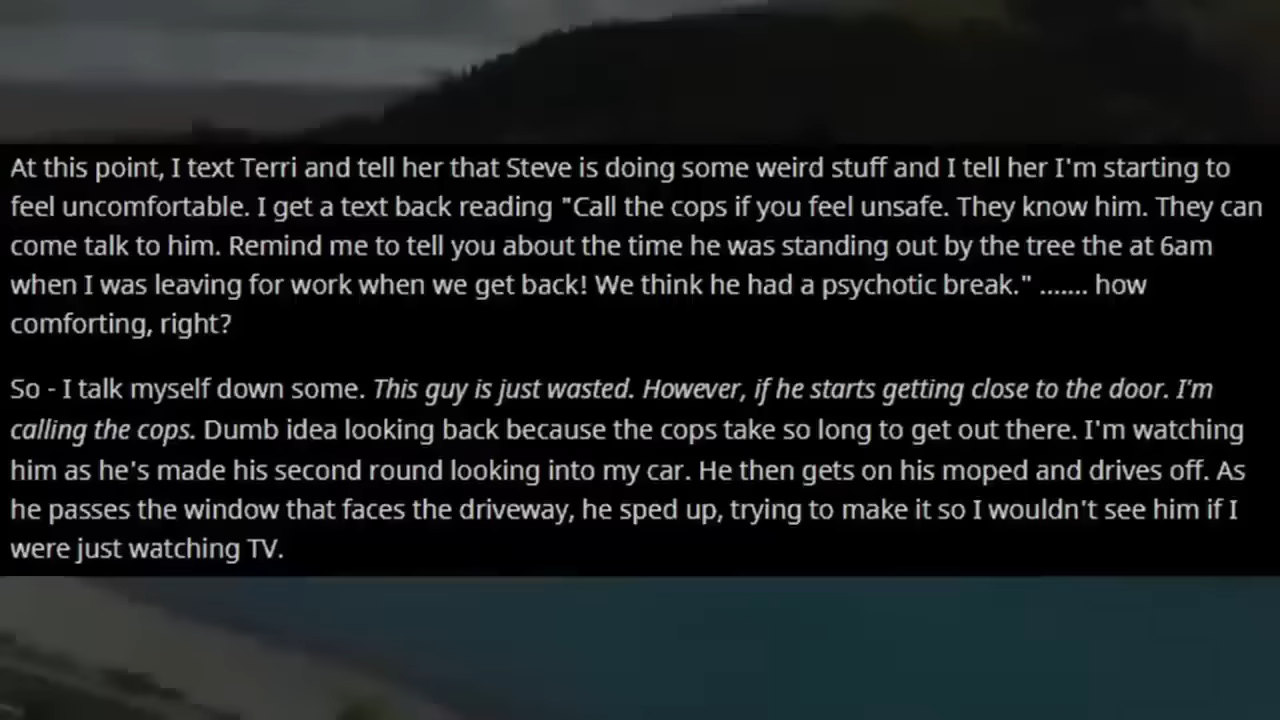 At this point, I text Terri and tell her that Steve is doing some weird stuff and I tell her I'm starting to
feel uncomfortable. I get a text back reading "Call the cops if you feel unsafe. They know him. They can
come talk to him. Remind me to tell you about the time he was standing out by the tree the at 6am
when I was leaving for work when we get back! We think he had a psychotic break." ....... how
comforting, right?
So - I talk myself down some. This guy is just wasted. However, if he starts getting close to the door. I'm
calling the cops. Dumb idea looking back because the cops take so long to get out there. I'm watching
him as he's made his second round looking into my car. He then gets on his moped and drives off. As
he passes the window that faces the driveway, he sped up, trying to make it so I wouldn't see him if I
were just watching TV.